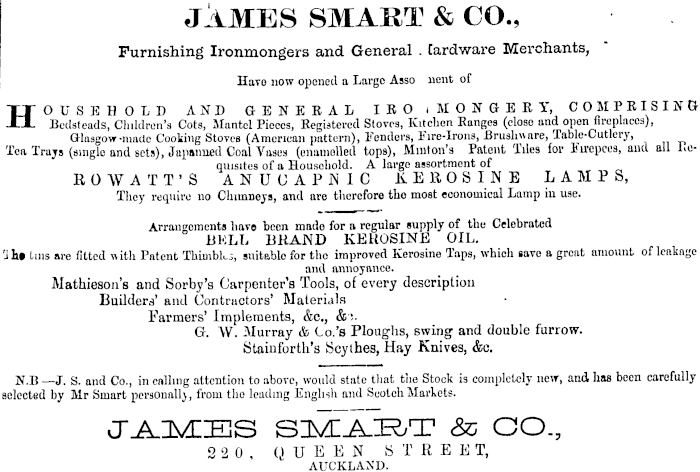 JAMES SMART & CO.,
Furnishing Ironmongers and General . ardware Merchants,
Have now opened a Large Asso nent of
HOUSEHOLD AND GENERAL IRO MONGERY, COMPRISING
Bedsteads, Children's Cots, Mantel Pieces, Registered Stoves, Kitchen Ranges (close and open fireplaces),
Glasgow-made Cooking Stoves (American pattern), Fenders, Fire-Irons, Brushware, Table-Cutlery,
Tea Trays (single and sets), Japanned Coal Vases (enamelled tops), Minton's Patent Tiles for Firepces, and all Re-
quisites of a Household. A large assortment of
ROWATT'S ANUCAPNIC KEROSINE LAMPS,
They require no Chimneys, and are therefore the most economical Lamp in use.
Arrangements have been made for a regular supply of the Celebrated
BELL BRAND KEROSINE OIL.
The tins are fitted with Patent Thimbles, suitable for the improved Kerosine Taps, which save a great amount of leakage
and annoyance.
Mathieson's and Sorby's Carpenter's Tools, of every description
Builders' and Contractors' Materials
Farmers' Implements, &c., &c.
G. W. Murray & Co.'s Ploughs, swing and double furrow.
Stainforth's Scythes, Hay Knives, &c.
N.B—J. S. and Co., in calling attention to above, would state that the Stock is completely new, and has been carefully
selected by Mr Smart personally, from the leading English and Scotch Markets.
JAMES SMART & CO.,
220, QUEEN STREET,
AUCKLAND.